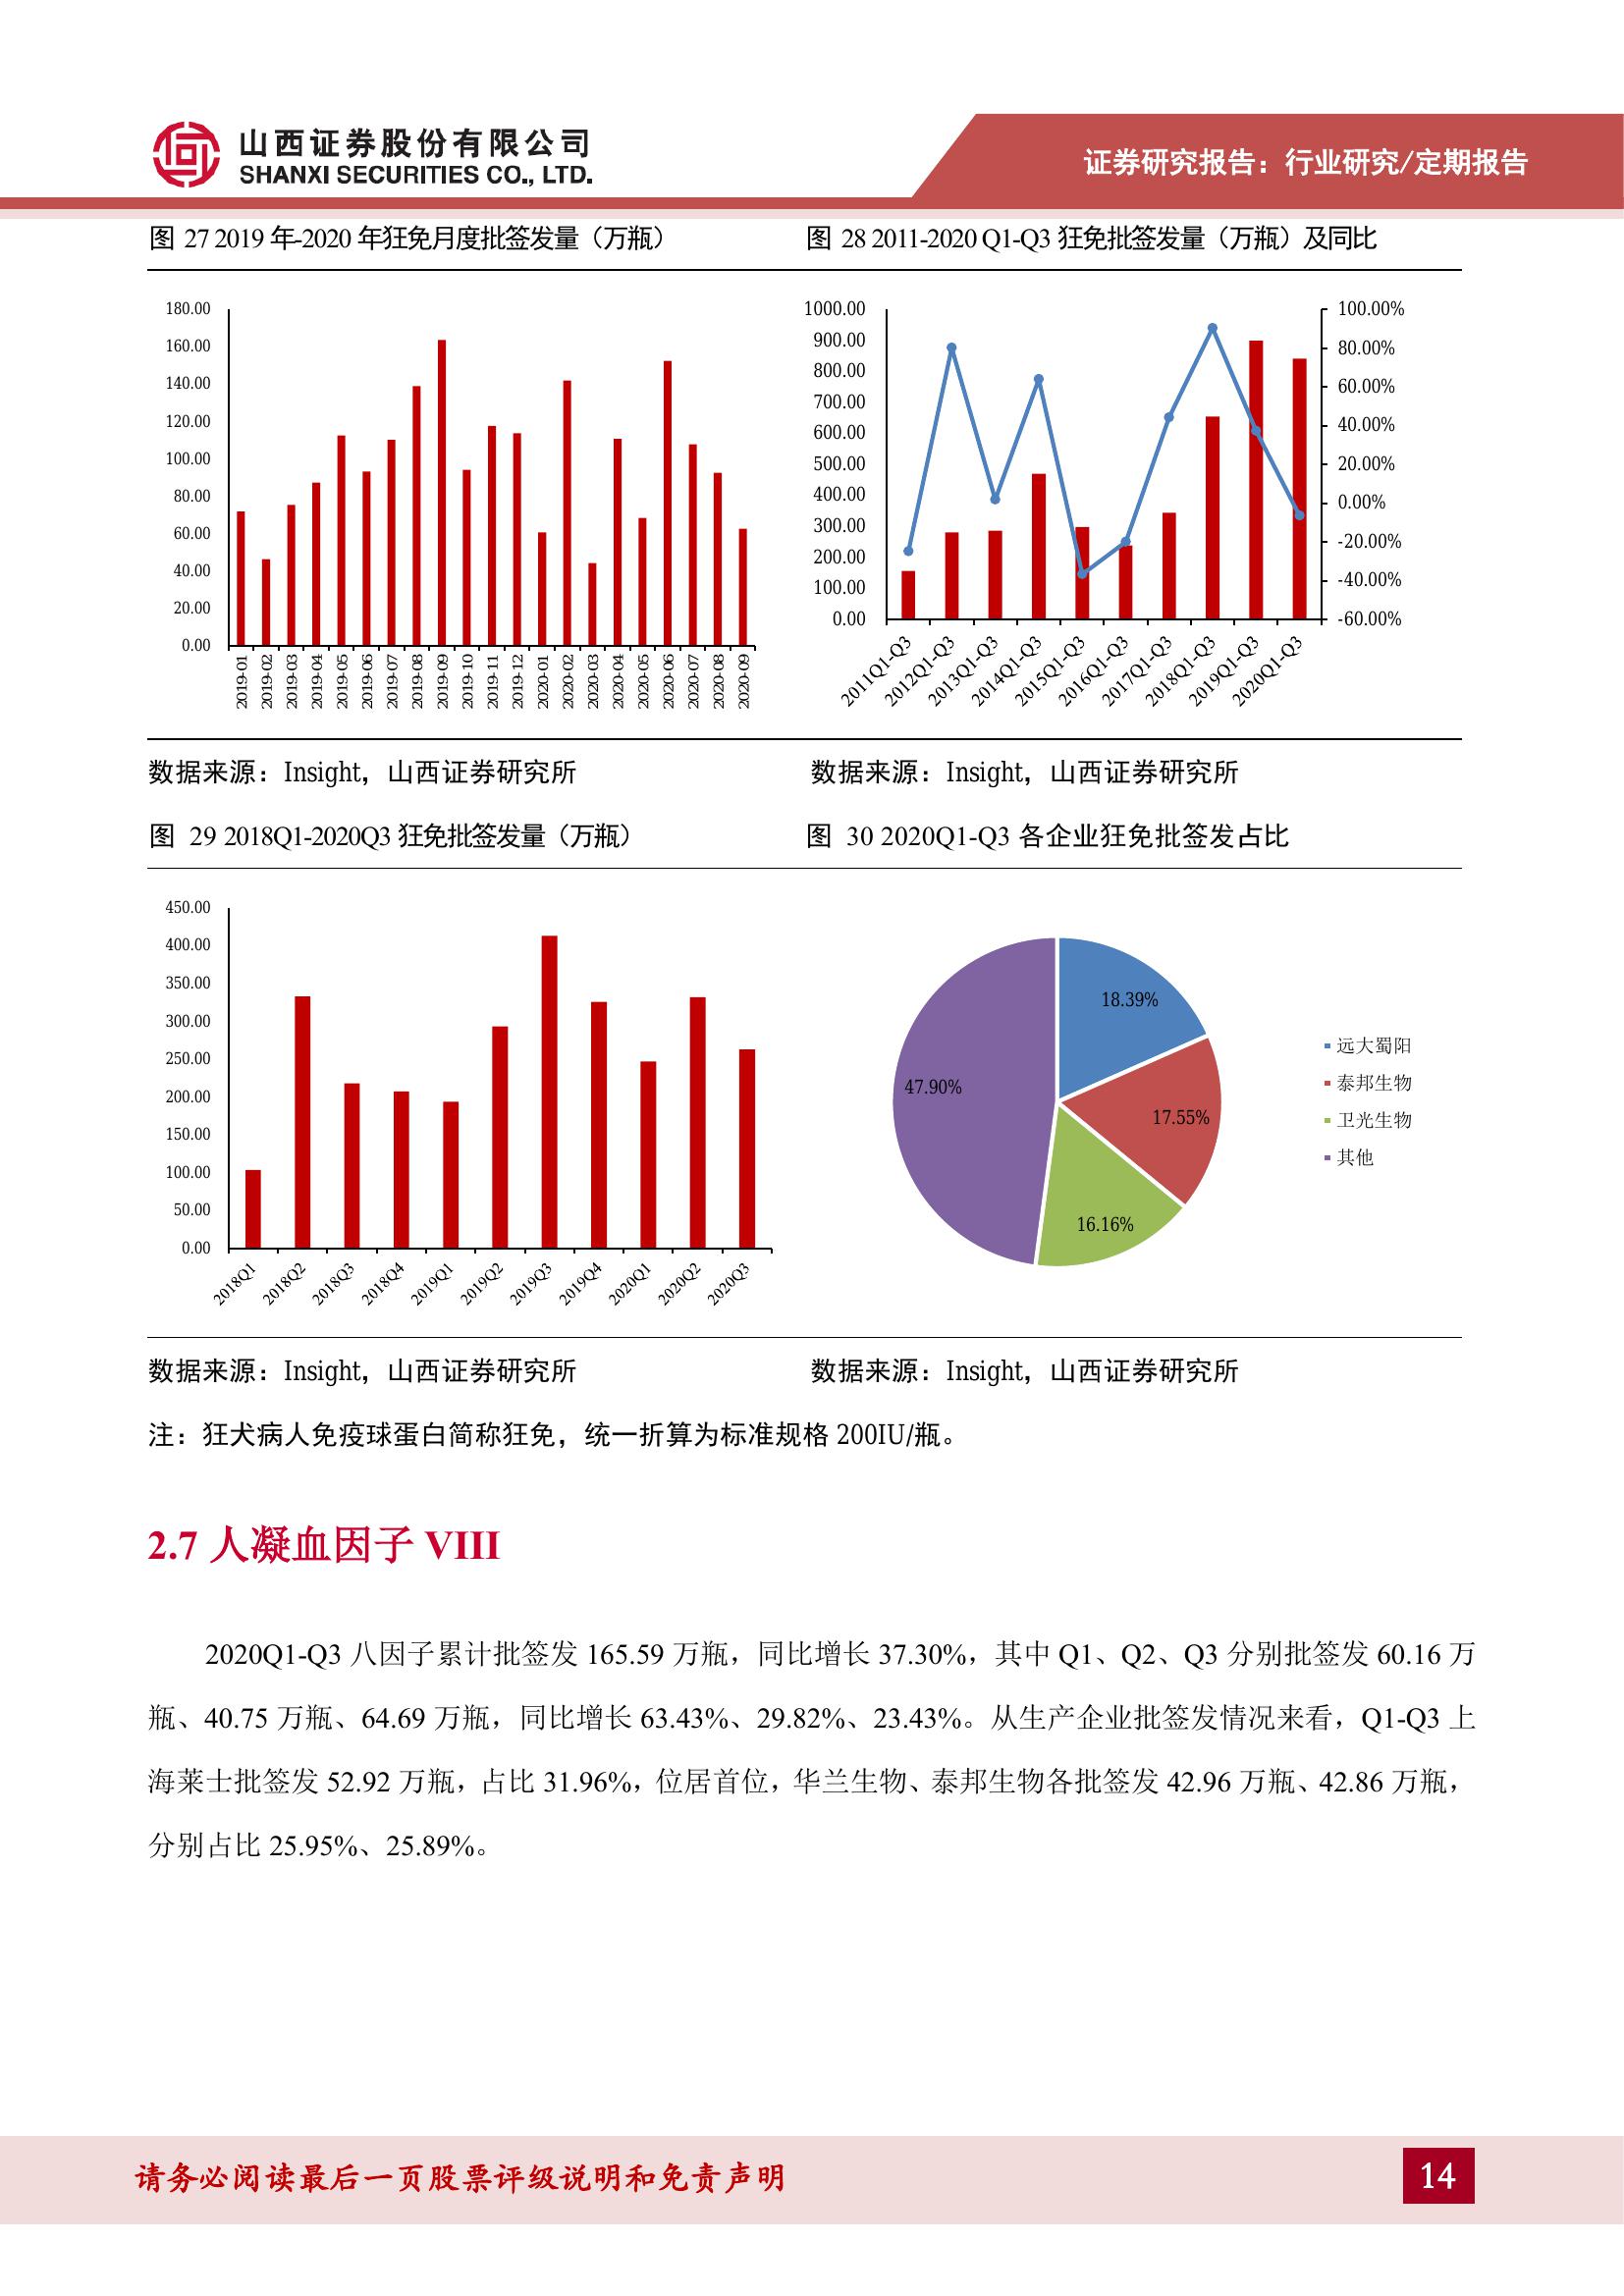 山西证券股份有限公司
SHANXI SECURITIES CO., LTD.
证券研究报告：行业研究/定期报告
图 27 2019 年-2020 年狂免月度批签发量（万瓶）
180.00
160.00
140.00
120.00
100.00
80.00
60.00
40.00
20.00
0.00
2019-01
2019-02
2019-03
2019-04
2019-05
2019-06
2019-07
2019-08
2019-09
2019-10
2019-11
2019-12
2020-01
2020-02
2020-03
2020-04
2020-05
2020-06
2020-07
2020-08
2020-09
图 28 2011-2020 Q1-Q3 狂免批签发量（万瓶）及同比
1000.00
900.00
800.00
700.00
600.00
500.00
400.00
300.00
200.00
100.00
0.00
100.00%
80.00%
60.00%
40.00%
20.00%
0.00%
-20.00%
-40.00%
-60.00%
2011Q1-Q3
2012Q1-Q3
2013Q1-Q3
2014Q1-Q3
2015Q1-Q3
2016Q1-Q3
2017Q1-Q3
2018Q1-Q3
2019Q1-Q3
2020Q1-Q3
数据来源：Insight，山西证券研究所
数据来源：Insight，山西证券研究所
图 29 2018Q1-2020Q3 狂免批签发量（万瓶）
450.00
400.00
350.00
300.00
250.00
200.00
150.00
100.00
50.00
0.00
2018Q1
2018Q2
2018Q3
2018Q4
2019Q1
2019Q2
2019Q3
2019Q4
2020Q1
2020Q2
2020Q3
图 30 2020Q1-Q3 各企业狂免批签发占比
18.39%
17.55%
16.16%
47.90%
远大蜀阳
泰邦生物
卫光生物
其他
数据来源：Insight，山西证券研究所
数据来源：Insight，山西证券研究所
注：狂犬病人免疫球蛋白简称狂免，统一折算为标准规格 200IU/瓶。
2.7 人凝血因子 VIII
2020Q1-Q3 八因子累计批签发 165.59 万瓶，同比增长 37.30%，其中 Q1、Q2、Q3 分别批签发 60.16 万
瓶、40.75 万瓶、64.69 万瓶，同比增长 63.43%、29.82%、23.43%。从生产企业批签发情况来看，Q1-Q3 上
海莱士批签发 52.92 万瓶，占比 31.96%，位居首位，华兰生物、泰邦生物各批签发 42.96 万瓶、42.86 万瓶，
分别占比 25.95%、25.89%。
请务必阅读最后一页股票评级说明和免责声明
14